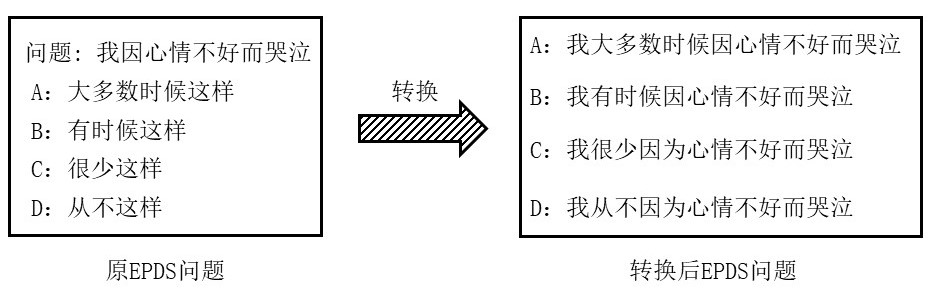 问题: 我因心情不好而哭泣
A: 大多数时候这样
B: 有时候这样
C: 很少这样
D: 从不这样
原EPDS问题
转换
A: 我大多数时候因心情不好而哭泣
B: 我有时候因心情不好而哭泣
C: 我很少因为心情不好而哭泣
D: 我从不因为心情不好而哭泣
转换后EPDS问题